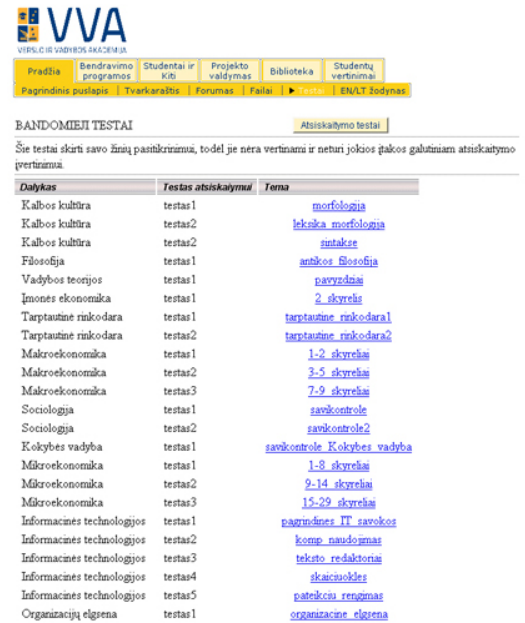 VVA
VERSLO IR VADYBOS AKADEMIJA
Pradžia
Bendravimo programos
Studentai ir Kiti
Projekto valdymas
Biblioteka
Studentų vertinimai
Pagrindinis puslapis | Tvarkaraštis | Forumas | Failai | ▶ Testai | EN/LT žodynas
BANDOMIEJI TESTAI
Atsiskaitymo testai
Šie testai skirti savo žinių pasitikrinimui, todėl jie nėra vertinami ir neturi jokios įtakos galutiniam atsiskaitymo
įvertinimui.
Dalykas Testas atsiskaiymui Tema
Kalbos kultūra testas1 morfologija
Kalbos kultūra testas2 leksika_morfologija
Kalbos kultūra testas2 sintakse
Filosofija testas1 antikos_filosofija
Vadybos teorijos testas1 pavyzdziai
Įmonės ekonomika testas1 2_skyrelis
Tarptautinė rinkodara testas1 tarptautine_rinkodara1
Tarptautinė rinkodara testas2 tarptautine_rinkodara2
Makroekonomika testas1 1-2_skyreliai
Makroekonomika testas2 3-5_skyreliai
Makroekonomika testas3 7-9_skyreliai
Sociologija testas1 savikontrole
Sociologija testas2 savikontrole2
Kokybės vadyba testas1 savikontrole_Kokybes_vadyba
Mikroekonomika testas1 1-8_skyreliai
Mikroekonomika testas2 9-14_skyreliai
Mikroekonomika testas3 15-29_skyreliai
Informacinės technologijos testas1 pagrindines_IT_savokos
Informacinės technologijos testas2 komp_naudojimas
Informacinės technologijos testas3 teksto_redaktoriai
Informacinės technologijos testas4 skaiciuokles
Informacinės technologijos testas5 pateikciu_rengimas
Organizacijų elgsena testas1 organizacine_elgsena